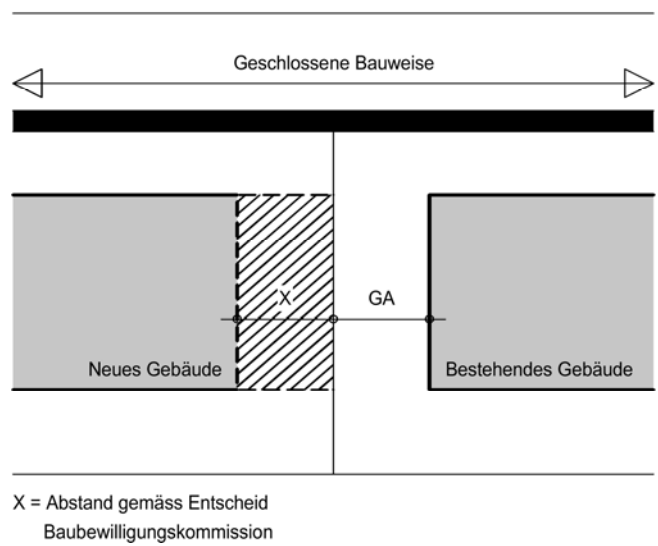 Geschlossene Bauweise
X
GA
Neues Gebäude
Bestehendes Gebäude
X = Abstand gemäss Entscheid
Baubewilligungskommission